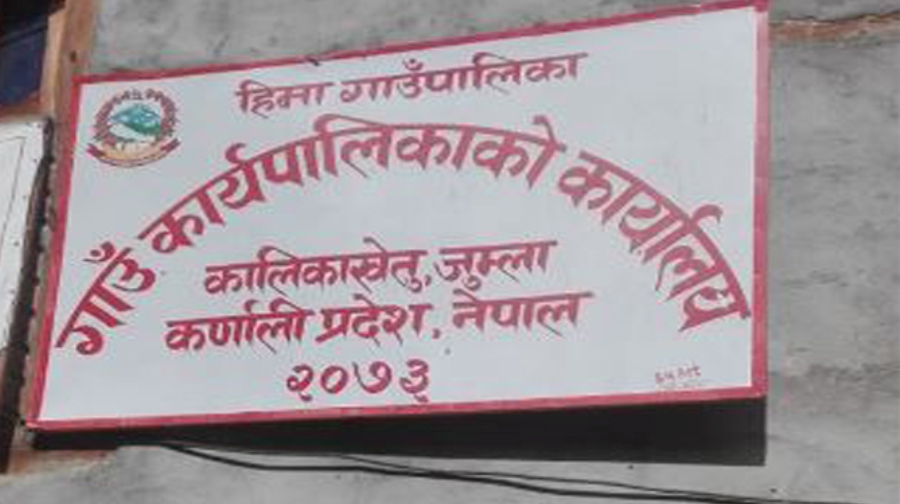 हिमा गाउँपालिका
गाउँ कार्यपालिकाको कार्यालय
कालिकाखेतु, जुम्ला
कर्णाली प्रदेश, नेपाल
२०७३